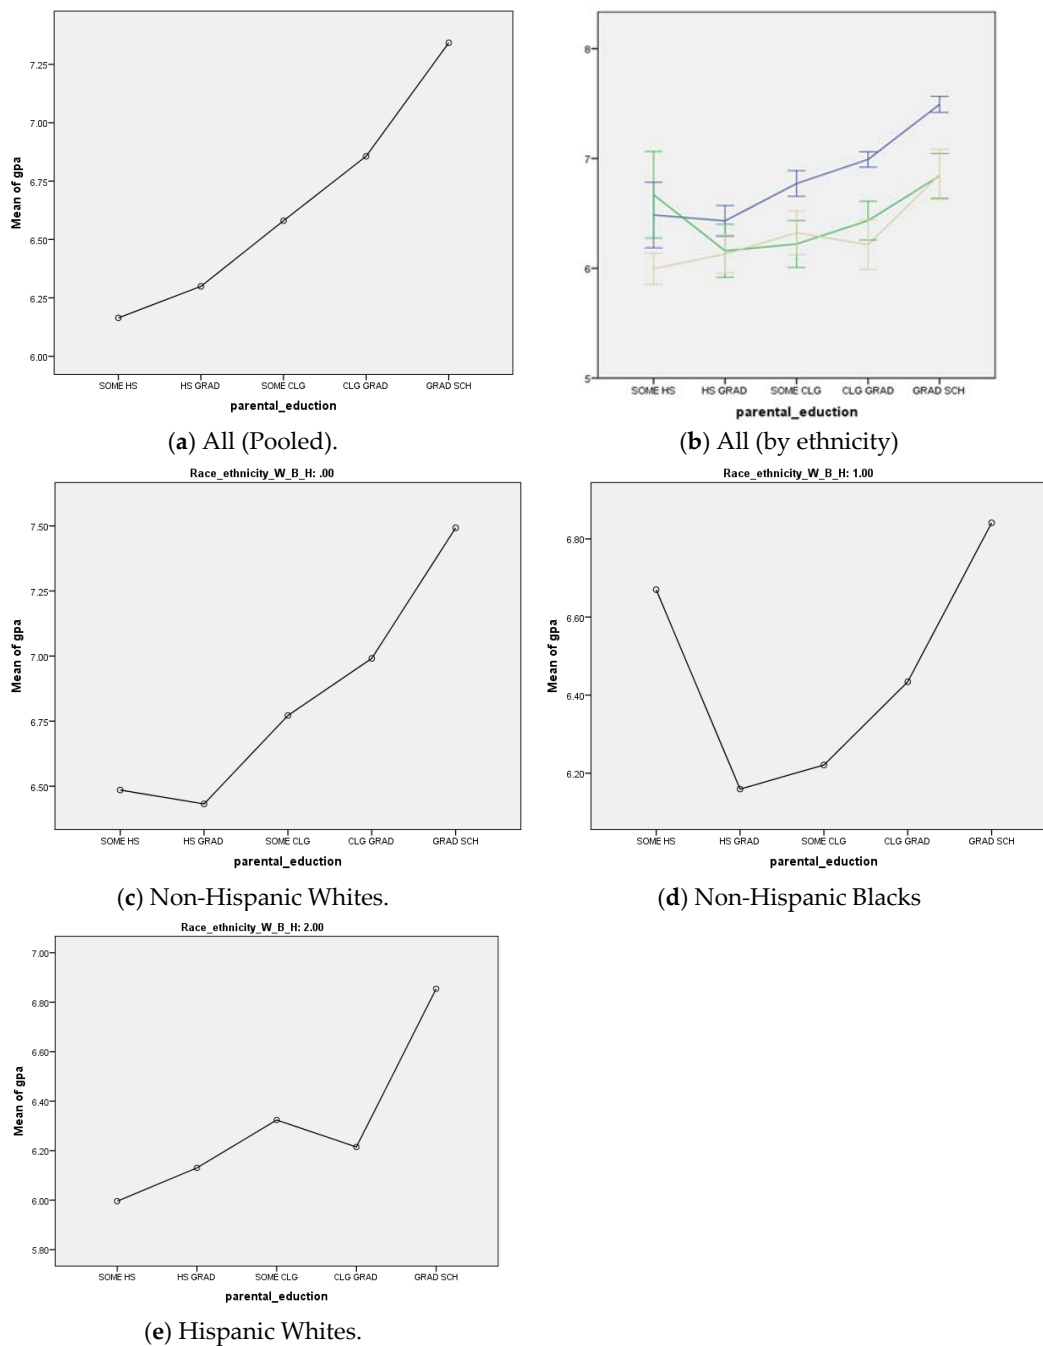 7.25
7.00
6.75
6.50
6.25
6.00
Mean of gpa
SOME HS HS GRAD SOME CLG CLG GRAD GRAD SCH
parental_eduction
(a) All (Pooled).
8
7
6
5
SOME HS HS GRAD SOME CLG CLG GRAD GRAD SCH
parental_eduction
(b) All (by ethnicity)
Race_ethnicity_W_B_H: .00
7.50
7.25
7.00
6.75
6.50
Mean of gpa
SOME HS HS GRAD SOME CLG CLG GRAD GRAD SCH
parental_eduction
(c) Non-Hispanic Whites.
Race_ethnicity_W_B_H: 1.00
6.80
6.60
6.40
6.20
Mean of gpa
SOME HS HS GRAD SOME CLG CLG GRAD GRAD SCH
parental_eduction
(d) Non-Hispanic Blacks
Race_ethnicity_W_B_H: 2.00
7.00
6.80
6.60
6.40
6.20
6.00
5.80
Mean of gpa
SOME HS HS GRAD SOME CLG CLG GRAD GRAD SCH
parental_eduction
(e) Hispanic Whites.